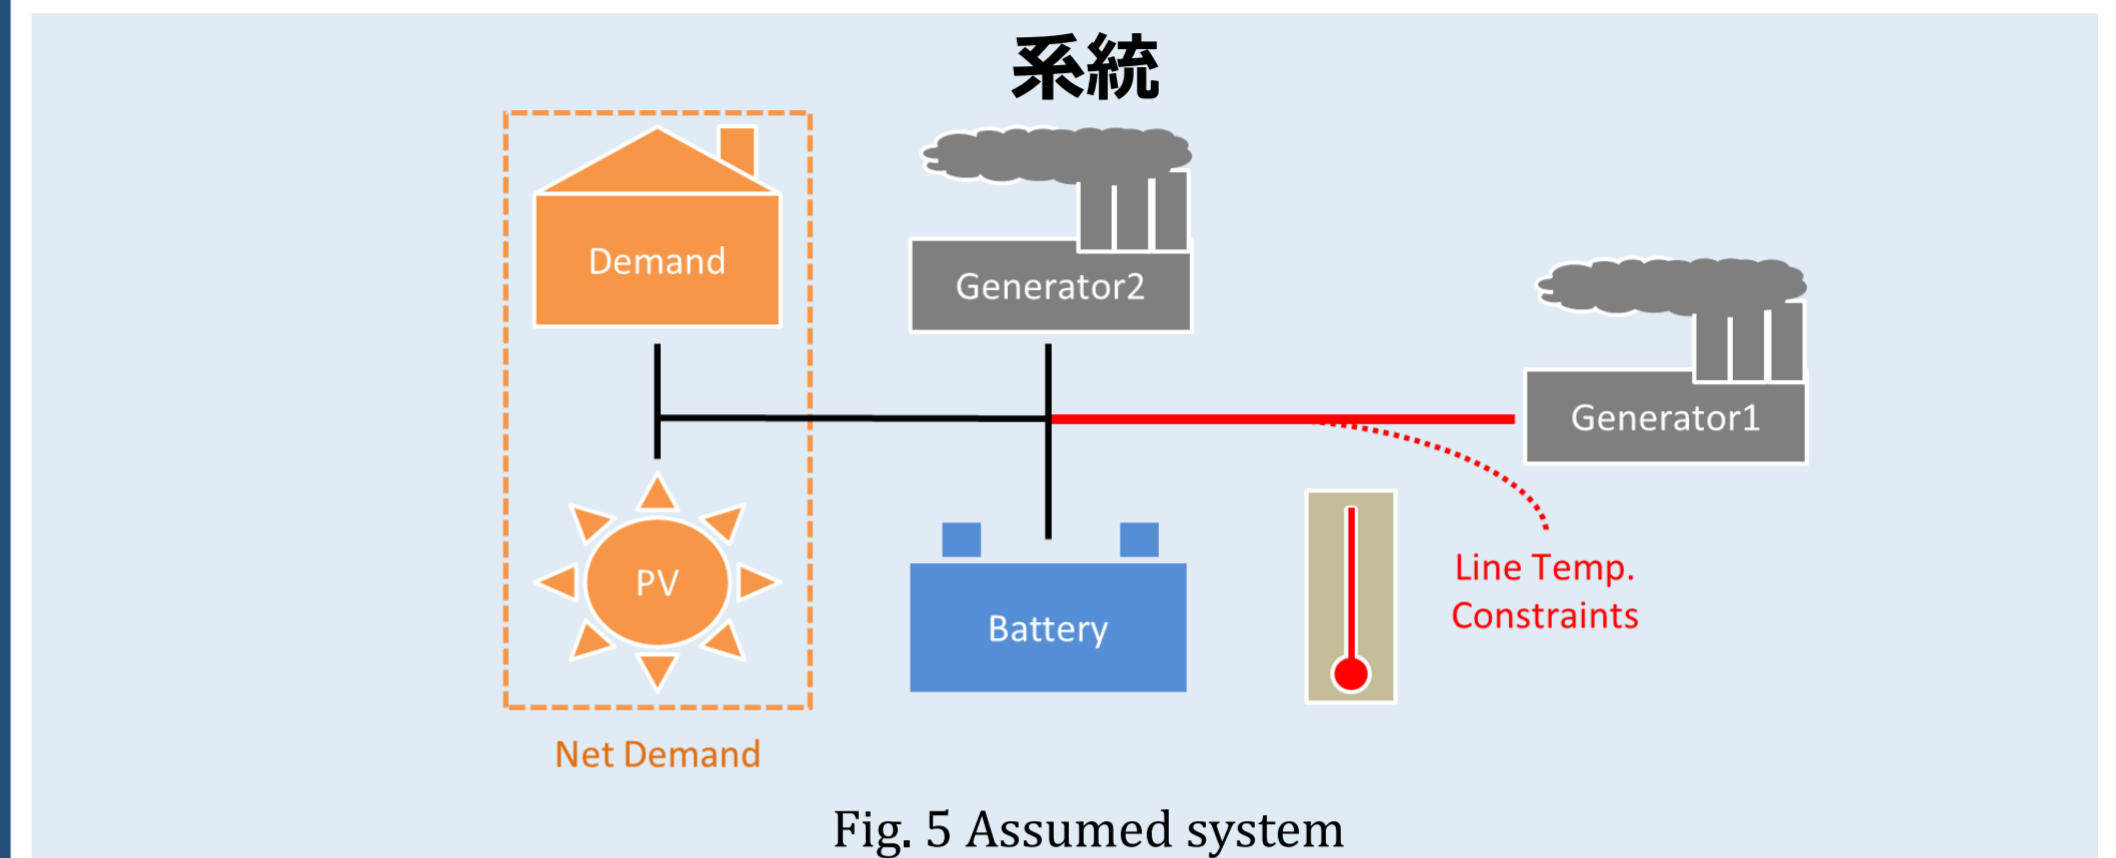 系統
Demand
Generator2
Generator1
PV
Battery
Line Temp.
Constraints
Net Demand
Fig. 5 Assumed system